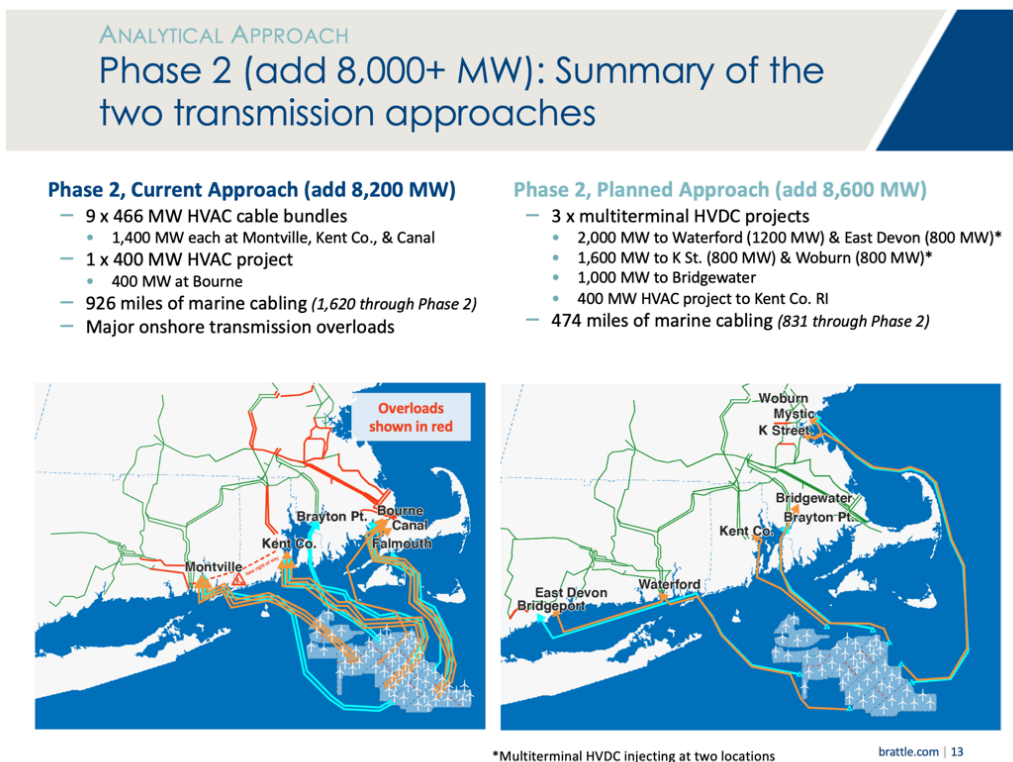 ANALYTICAL APPROACH
Phase 2 (add 8,000+ MW): Summary of the
two transmission approaches
Phase 2, Current Approach (add 8,200 MW)
– 9 x 466 MW HVAC cable bundles
• 1,400 MW each at Montville, Kent Co., & Canal
– 1 x 400 MW HVAC project
• 400 MW at Bourne
– 926 miles of marine cabling (1,620 through Phase 2)
– Major onshore transmission overloads
Phase 2, Planned Approach (add 8,600 MW)
– 3 x multiterminal HVDC projects
• 2,000 MW to Waterford (1200 MW) & East Devon (800 MW)*
• 1,600 MW to K St. (800 MW) & Woburn (800 MW)*
• 1,000 MW to Bridgewater
• 400 MW HVAC project to Kent Co. RI
– 474 miles of marine cabling (831 through Phase 2)
Overloads
shown in red
Brayton Pt.
Bourne
Canal
Kent Co.
Falmouth
Montville
New right of way
Woburn
Mystic
K Street
Bridgewater
Brayton Pt.
Kent Co.
Waterford
East Devon
Bridgeport
*Multiterminal HVDC injecting at two locations
brattle.com | 13